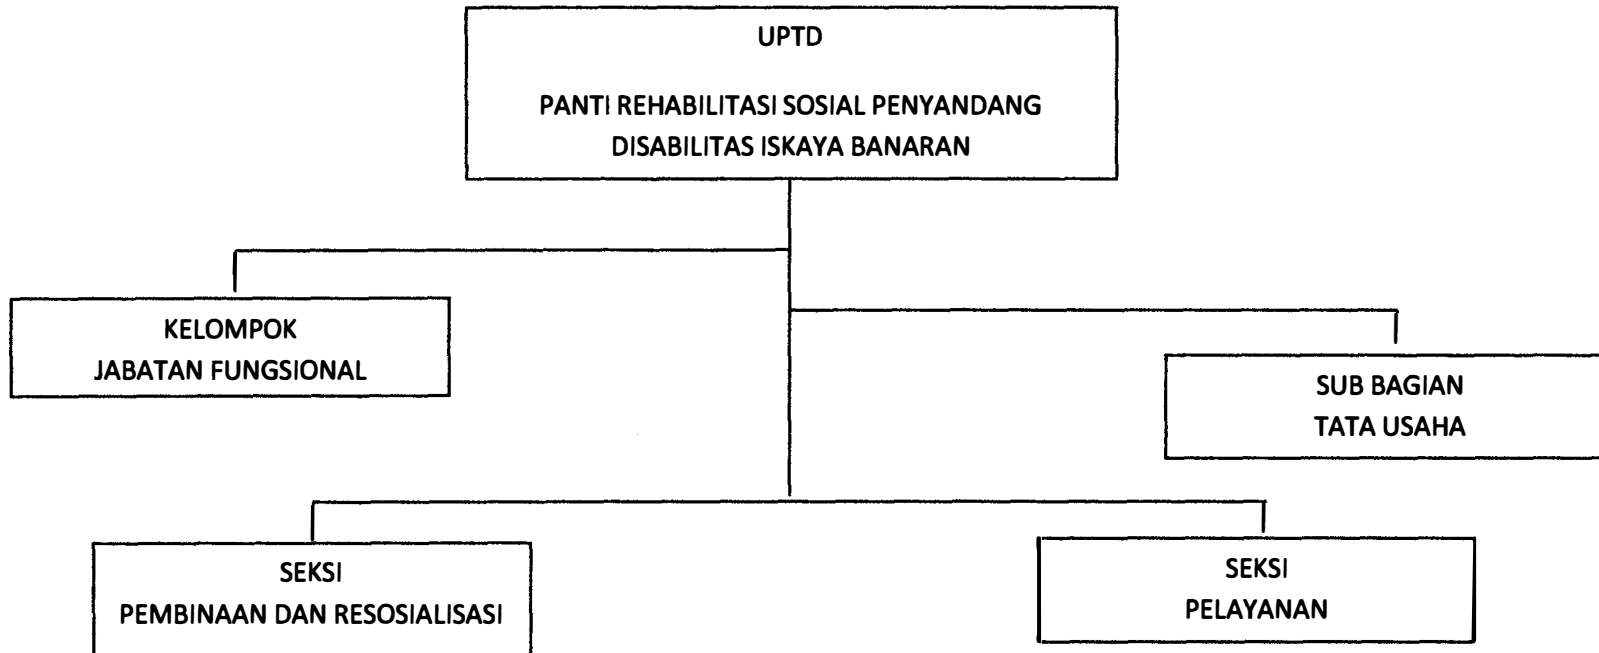 UPTD
PANTI REHABILITASI SOSIAL PENYANDANG
DISABILITAS ISKAYA BANARAN
KELOMPOK
JABATAN FUNGSIONAL
SUB BAGIAN
TATA USAHA
SEKSI
PEMBINAAN DAN RESOSIALISASI
SEKSI
PELAYANAN